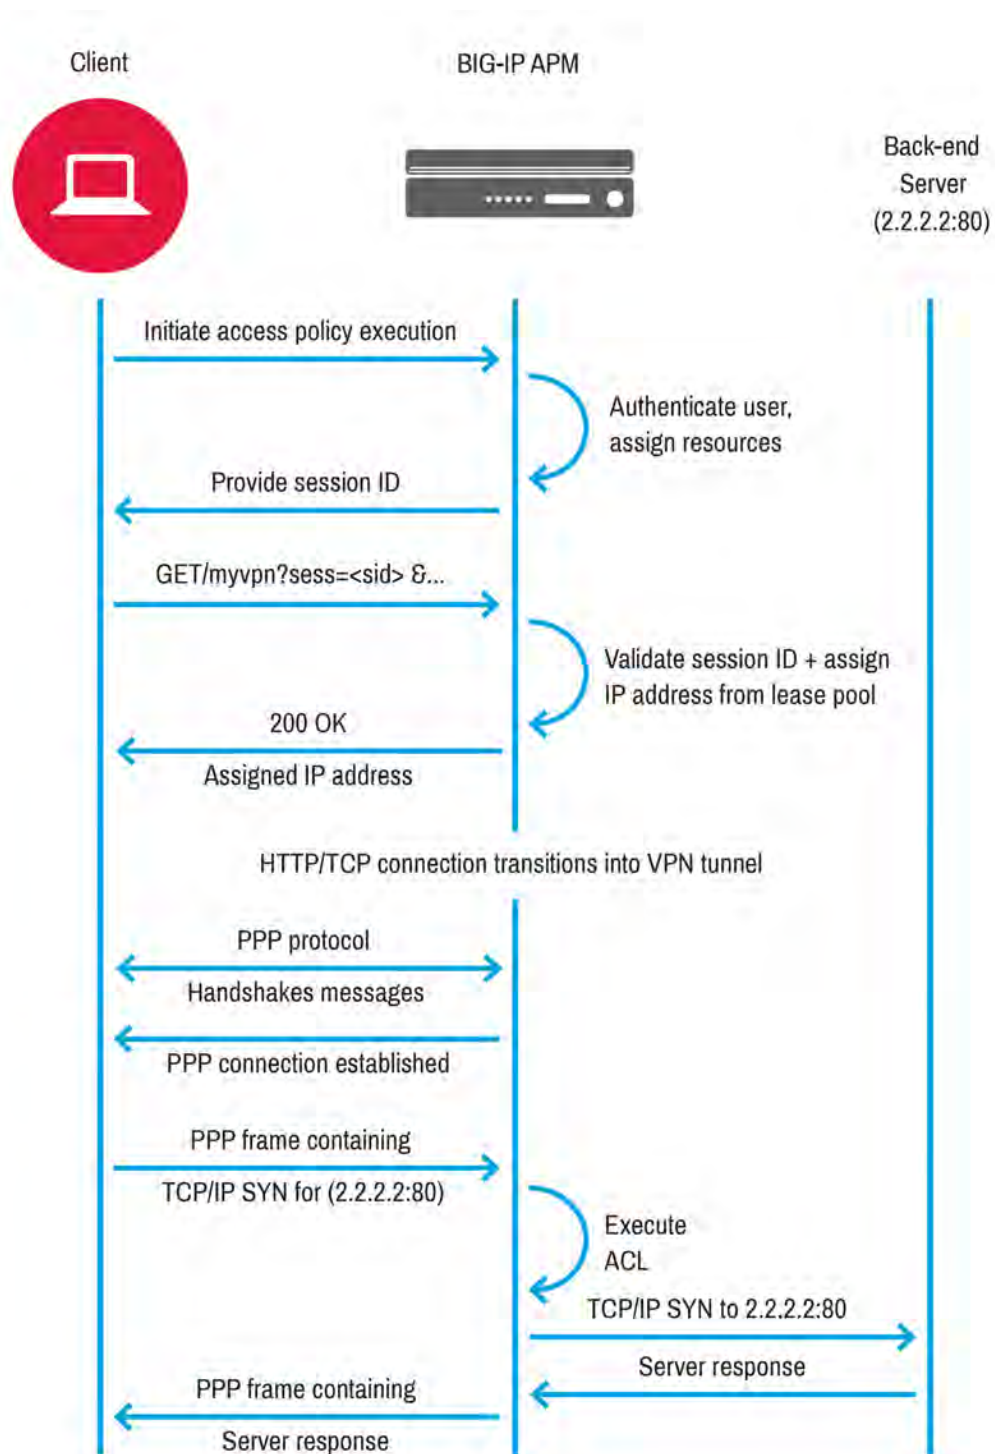 Client
BIG-IP APM
Back-end
Server
(2.2.2.2:80)
Initiate access policy execution
Authenticate user,
assign resources
Provide session ID
GET/myvpn?sess=<sid> &...
Validate session ID + assign
IP address from lease pool
200 OK
Assigned IP address
HTTP/TCP connection transitions into VPN tunnel
PPP protocol
Handshakes messages
PPP connection established
PPP frame containing
TCP/IP SYN for (2.2.2.2:80)
Execute
ACL
TCP/IP SYN to 2.2.2.2:80
Server response
PPP frame containing
Server response